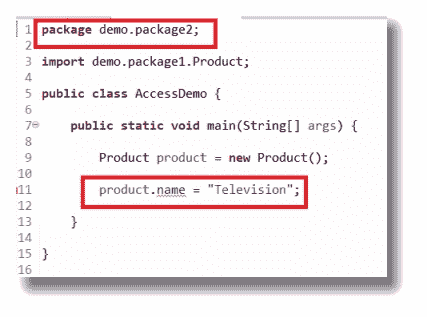 1 package demo.package2;
2
3 import demo.package1.Product;
4
5 public class AccessDemo {
6
7 public static void main(String[] args) {
8
9 Product product = new Product();
10
11 product.name = "Television";
12
13 }
14
15 }
16